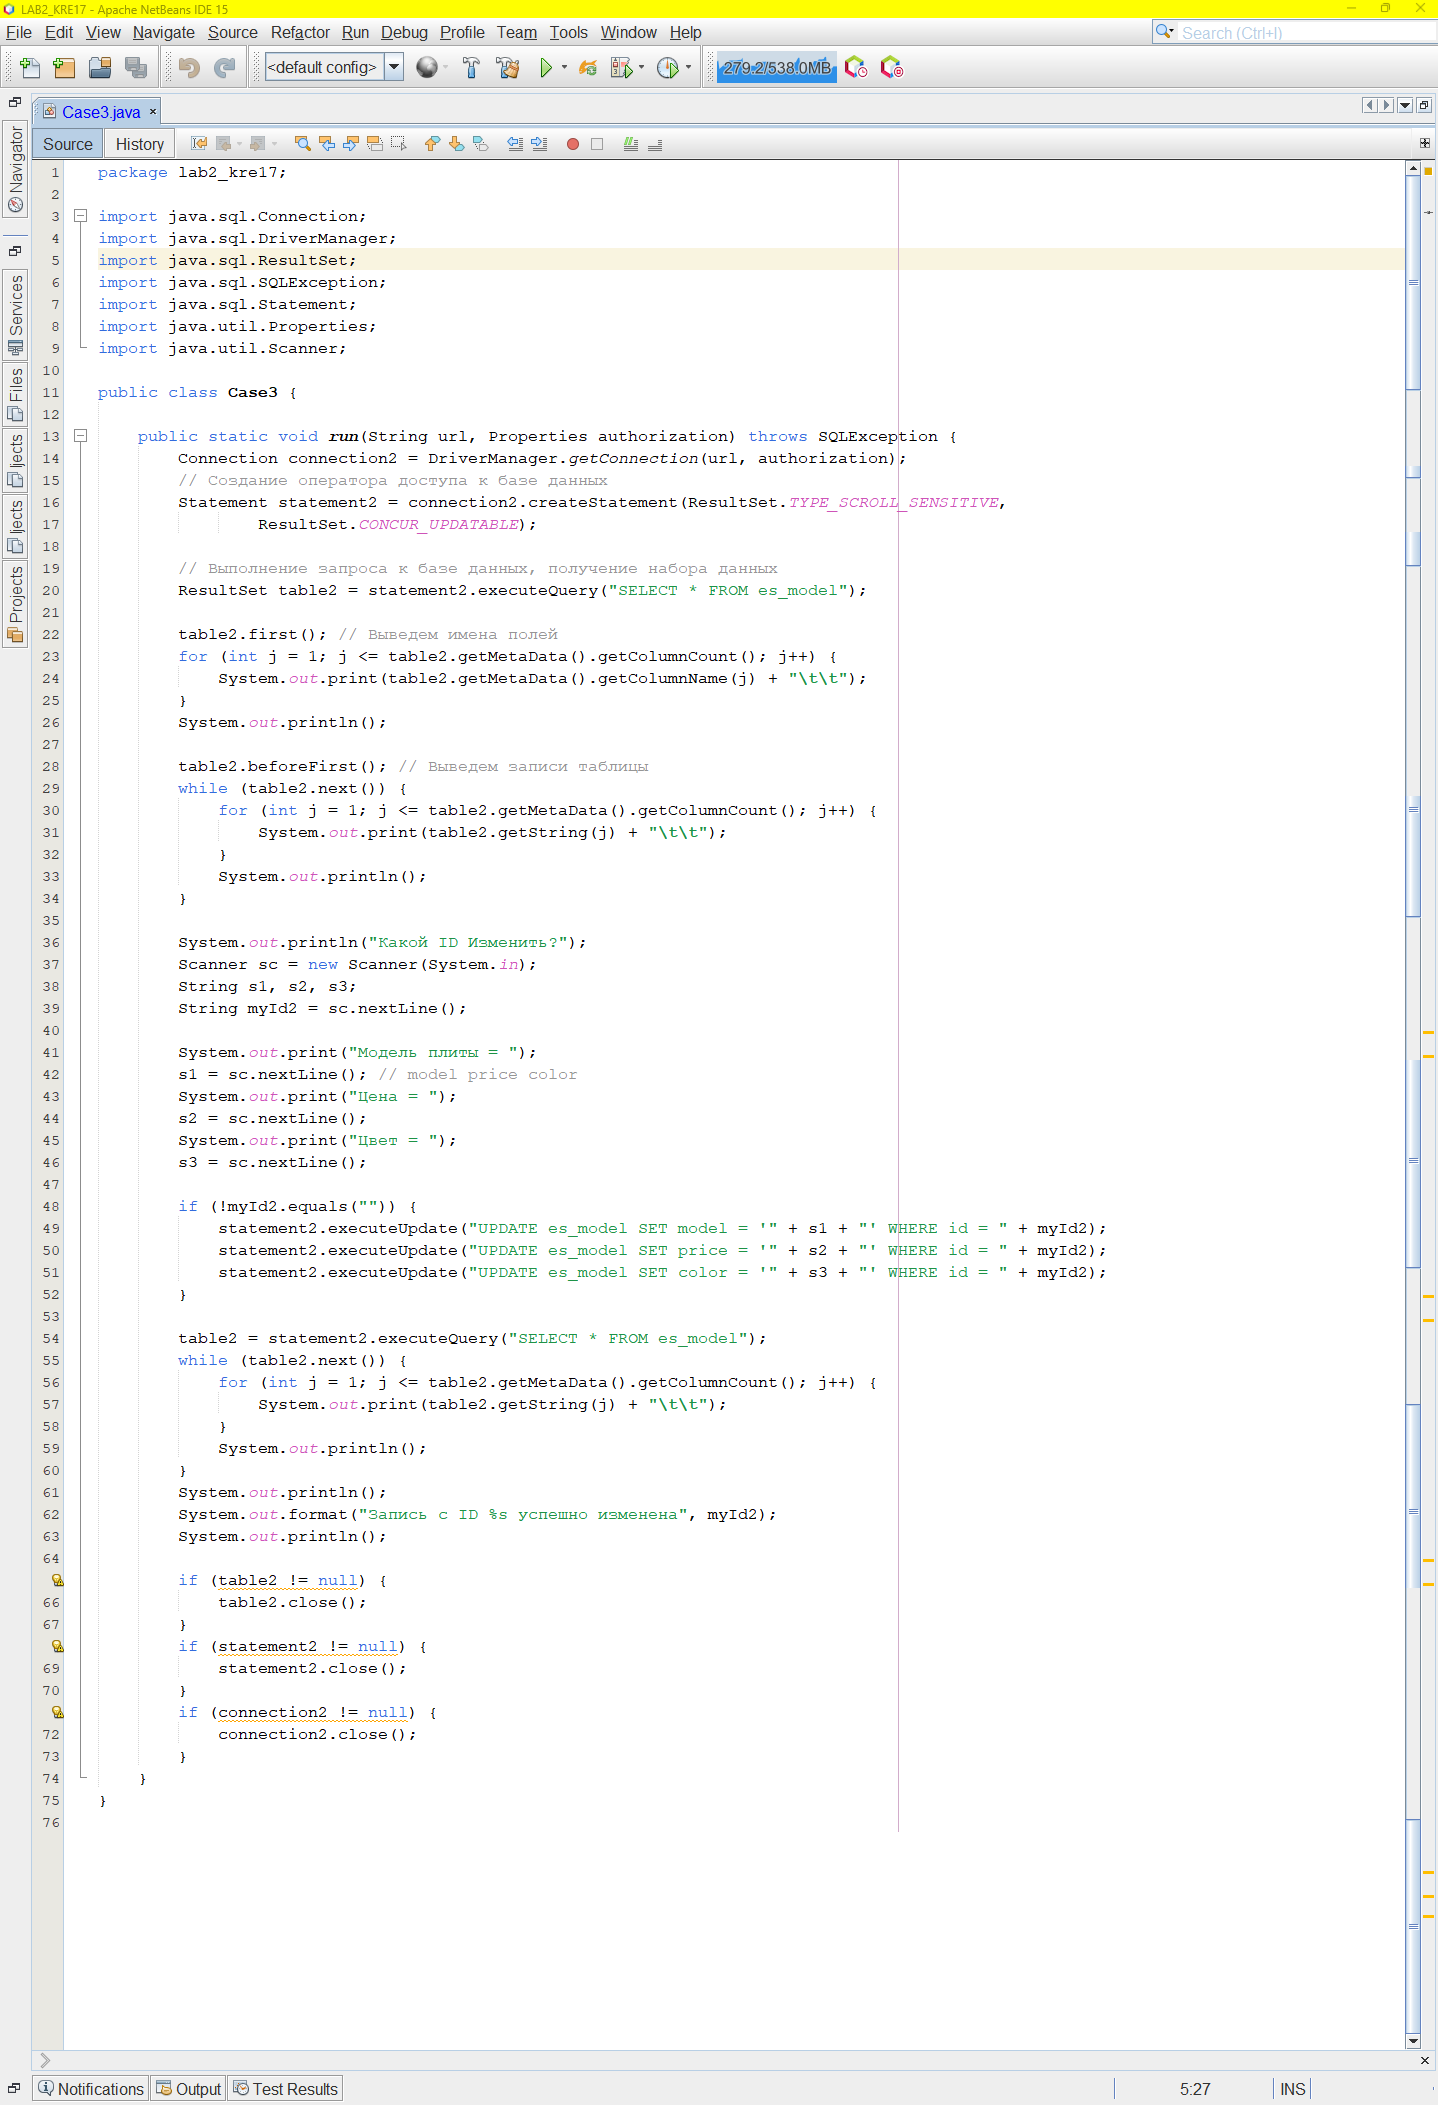 LAB2_KRE17 - Apache NetBeans IDE 15
File Edit View Navigate Source Refactor Run Debug Profile Team Tools Window Help
Search (Ctrl+I)
<default config>
279.2/538.0MB
Case3.java
Source History
Navigator
Services
Files
jects
jects
Projects
1 package lab2_kre17;
2
3 import java.sql.Connection;
4 import java.sql.DriverManager;
5 import java.sql.ResultSet;
6 import java.sql.SQLException;
7 import java.sql.Statement;
8 import java.util.Properties;
9 import java.util.Scanner;
10
11 public class Case3 {
12
13 public static void run(String url, Properties authorization) throws SQLException {
14 Connection connection2 = DriverManager.getConnection(url, authorization);
15 // Создание оператора доступа к базе данных
16 Statement statement2 = connection2.createStatement(ResultSet.TYPE_SCROLL_SENSITIVE,
17 ResultSet.CONCUR_UPDATABLE);
18
19 // Выполнение запроса к базе данных, получение набора данных
20 ResultSet table2 = statement2.executeQuery("SELECT * FROM es_model");
21
22 table2.first(); // Выведем имена полей
23 for (int j = 1; j <= table2.getMetaData().getColumnCount(); j++) {
24 System.out.print(table2.getMetaData().getColumnName(j) + "\t\t");
25 }
26 System.out.println();
27
28 table2.beforeFirst(); // Выведем записи таблицы
29 while (table2.next()) {
30 for (int j = 1; j <= table2.getMetaData().getColumnCount(); j++) {
31 System.out.print(table2.getString(j) + "\t\t");
32 }
33 System.out.println();
34 }
35
36 System.out.println("Какой ID Изменить?");
37 Scanner sc = new Scanner(System.in);
38 String s1, s2, s3;
39 String myId2 = sc.nextLine();
40
41 System.out.print("Модель плиты = ");
42 s1 = sc.nextLine(); // model price color
43 System.out.print("Цена = ");
44 s2 = sc.nextLine();
45 System.out.print("Цвет = ");
46 s3 = sc.nextLine();
47
48 if (!myId2.equals("")) {
49 statement2.executeUpdate("UPDATE es_model SET model = '" + s1 + "' WHERE id = " + myId2);
50 statement2.executeUpdate("UPDATE es_model SET price = '" + s2 + "' WHERE id = " + myId2);
51 statement2.executeUpdate("UPDATE es_model SET color = '" + s3 + "' WHERE id = " + myId2);
52 }
53
54 table2 = statement2.executeQuery("SELECT * FROM es_model");
55 while (table2.next()) {
56 for (int j = 1; j <= table2.getMetaData().getColumnCount(); j++) {
57 System.out.print(table2.getString(j) + "\t\t");
58 }
59 System.out.println();
60 }
61 System.out.println();
62 System.out.format("Запись с ID %s успешно изменена", myId2);
63 System.out.println();
64
if (table2 != null) {
66 table2.close();
67 }
if (statement2 != null) {
69 statement2.close();
70 }
if (connection2 != null) {
72 connection2.close();
73 }
74 }
75 }
76
Notifications Output Test Results
5:27 INS